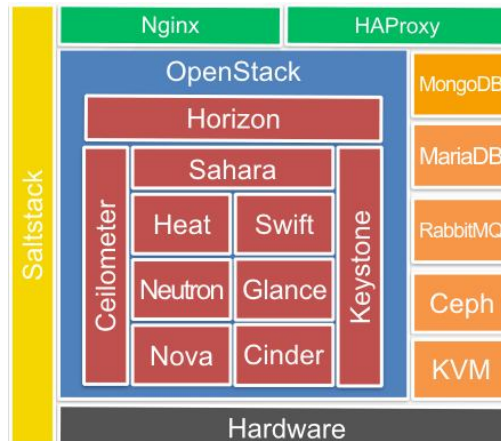 Saltstack
Nginx
HAProxy
OpenStack
Horizon
Ceilometer
Sahara
Heat
Swift
Neutron
Glance
Nova
Cinder
Keystone
MongoDB
MariaDB
RabbitMQ
Ceph
KVM
Hardware